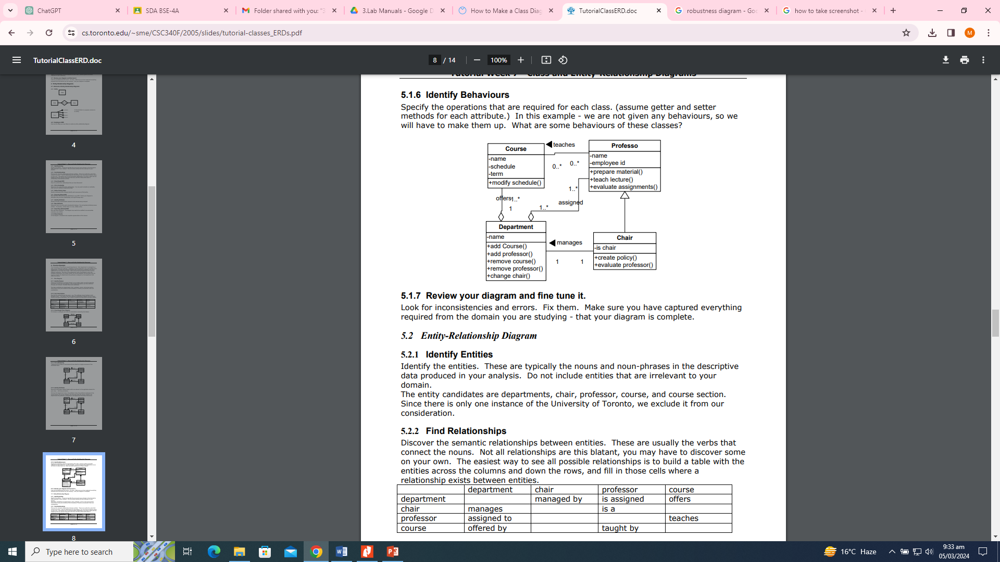 ChatGPT
SDA BSE-4A
Folder shared with you: "3
3.Lab Manuals - Google D
How to Make a Class Diag
TutorialClassERD.doc
robustness diagram - Goo
how to take screenshot -
cs.toronto.edu/~sme/CSC340F/2005/slides/tutorial-classes_ERDs.pdf
M
TutorialClassERD.doc
8 / 14
100%
4
5
6
7
8
Tutorial Week 7 - Class and Entity-Relationship Diagrams
5.1.6 Identify Behaviours
Specify the operations that are required for each class. (assume getter and setter
methods for each attribute.) In this example - we are not given any behaviours, so we
will have to make them up. What are some behaviours of these classes?
Course
-name
-schedule
-term
+modify schedule()
teaches
0..*
0..*
Professo
-name
-employee id
+prepare material()
+teach lecture()
+evaluate assignments()
offers
1..*
1
1..*
assigned
1..*
Department
-name
+add Course()
+add professor()
+remove course()
+remove professor()
+change chair()
manages
1
1
Chair
-is chair
+create policy()
+evaluate professor()
5.1.7 Review your diagram and fine tune it.
Look for inconsistencies and errors. Fix them. Make sure you have captured everything
required from the domain you are studying - that your diagram is complete.
5.2 Entity-Relationship Diagram
5.2.1 Identify Entities
Identify the entities. These are typically the nouns and noun-phrases in the descriptive
data produced in your analysis. Do not include entities that are irrelevant to your
domain.
The entity candidates are departments, chair, professor, course, and course section.
Since there is only one instance of the University of Toronto, we exclude it from our
consideration.
5.2.2 Find Relationships
Discover the semantic relationships between entities. These are usually the verbs that
connect the nouns. Not all relationships are this blatant, you may have to discover some
on your own. The easiest way to see all possible relationships is to build a table with the
entities across the columns and down the rows, and fill in those cells where a
relationship exists between entities.
department chair professor course
department managed by is assigned offers
chair manages is a
professor assigned to teaches
course offered by taught by
Type here to search
16°C Haze
9:33 am
05/03/2024